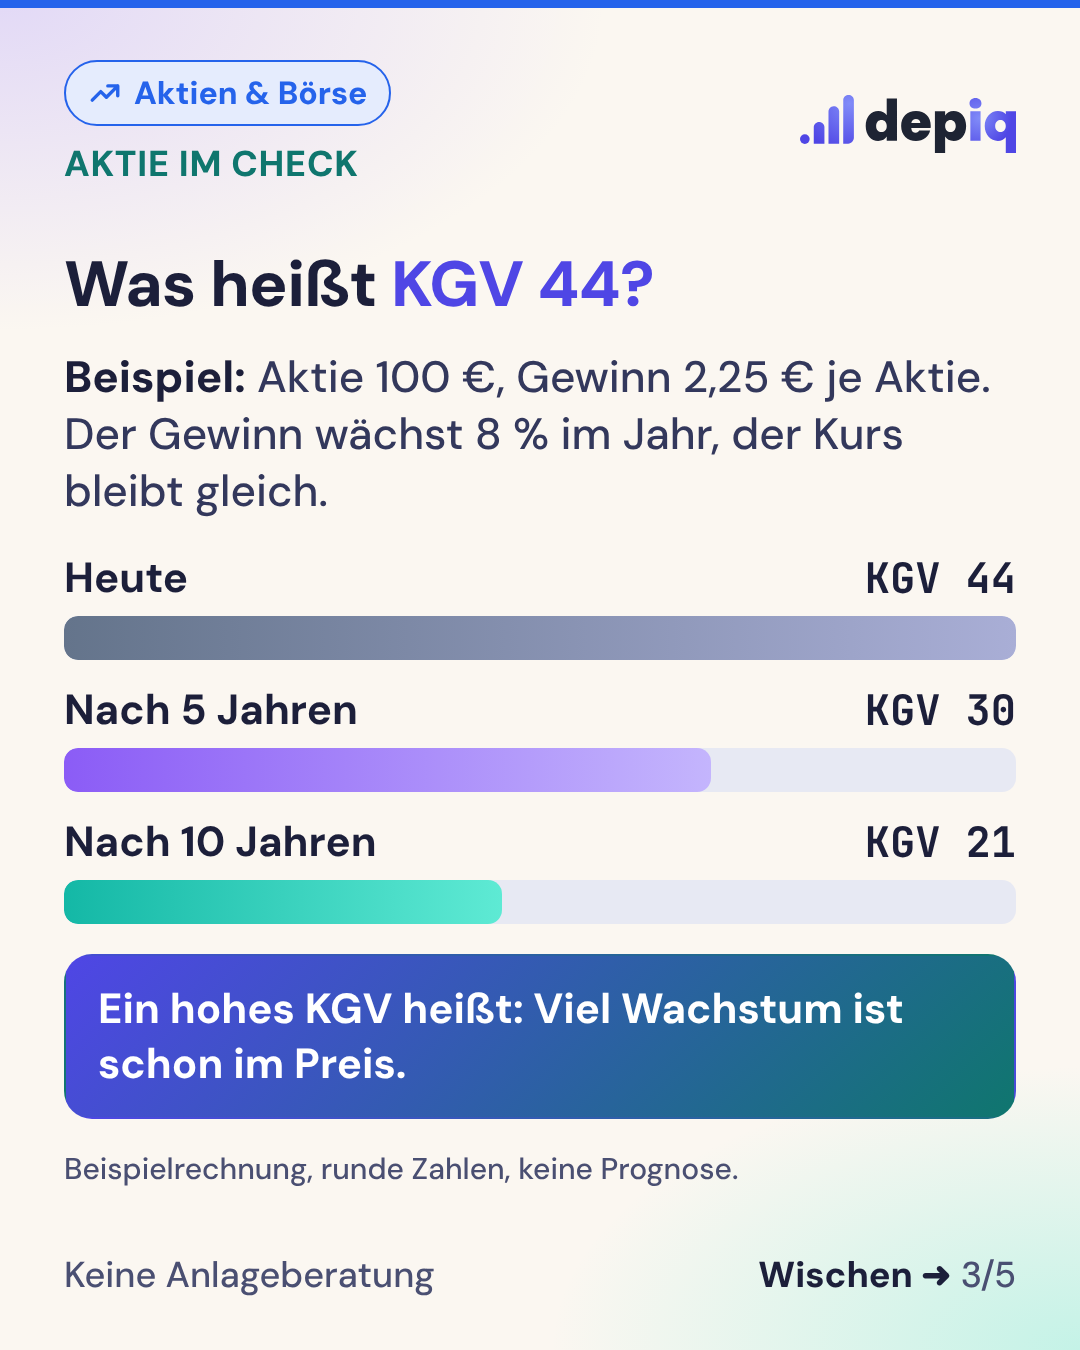 Aktien & Börse
AKTIE IM CHECK
depiq
Was heißt KGV 44?
Beispiel: Aktie 100 €, Gewinn 2,25 € je Aktie.
Der Gewinn wächst 8 % im Jahr, der Kurs
bleibt gleich.
Heute KGV 44
Nach 5 Jahren KGV 30
Nach 10 Jahren KGV 21
Ein hohes KGV heißt: Viel Wachstum ist
schon im Preis.
Beispielrechnung, runde Zahlen, keine Prognose.
Keine Anlageberatung Wischen ➜ 3/5